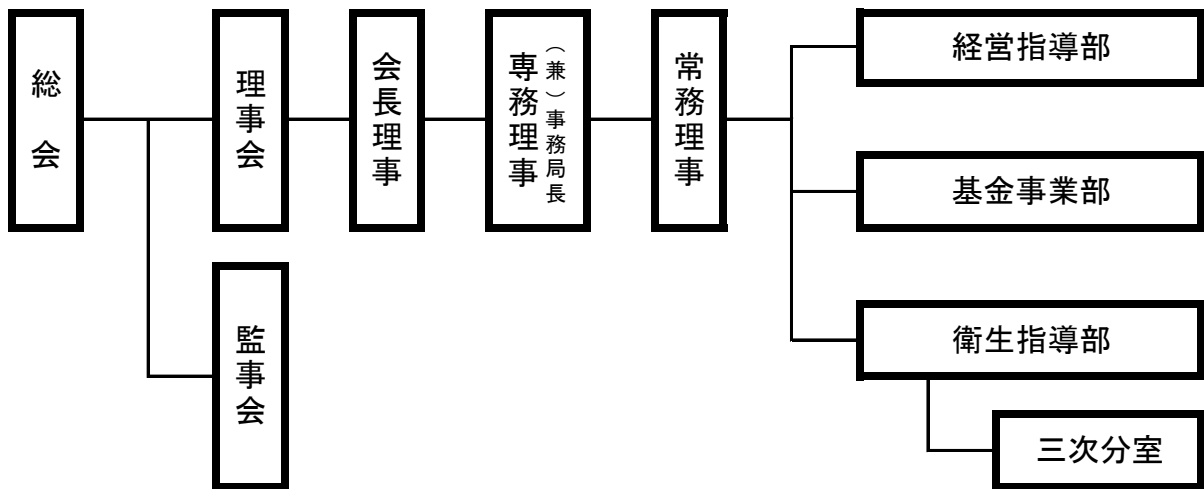 総会
理事会
会長理事
専務理事
（兼）事務局長
常務理事
経営指導部
基金事業部
衛生指導部
三次分室
監事会